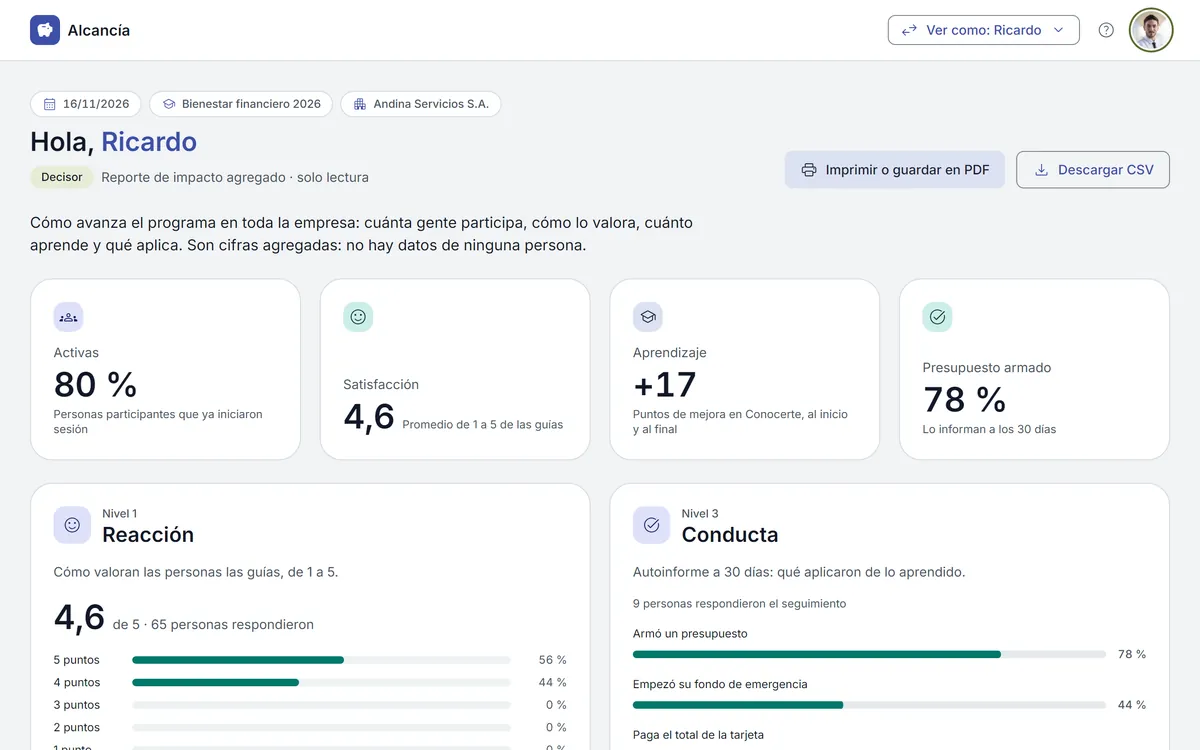 Alcancía
Ver como: Ricardo
16/11/2026
Bienestar financiero 2026
Andina Servicios S.A.
Hola, Ricardo
Decisor
Reporte de impacto agregado · solo lectura
Imprimir o guardar en PDF
Descargar CSV
Cómo avanza el programa en toda la empresa: cuánta gente participa, cómo lo valora, cuánto
aprende y qué aplica. Son cifras agregadas: no hay datos de ninguna persona.
Activas
80 %
Personas participantes que ya iniciaron
sesión
Satisfacción
4,6 Promedio de 1 a 5 de las guías
Aprendizaje
+17
Puntos de mejora en Conocerte, al inicio
y al final
Presupuesto armado
78 %
Lo informan a los 30 días
Nivel 1
Reacción
Cómo valoran las personas las guías, de 1 a 5.
4,6 de 5 · 65 personas respondieron
5 puntos 56 %
4 puntos 44 %
3 puntos 0 %
2 puntos 0 %
1 punto 0 %
Nivel 3
Conducta
Autoinforme a 30 días: qué aplicaron de lo aprendido.
9 personas respondieron el seguimiento
Armó un presupuesto
78 %
Empezó su fondo de emergencia
44 %
Paga el total de la tarjeta